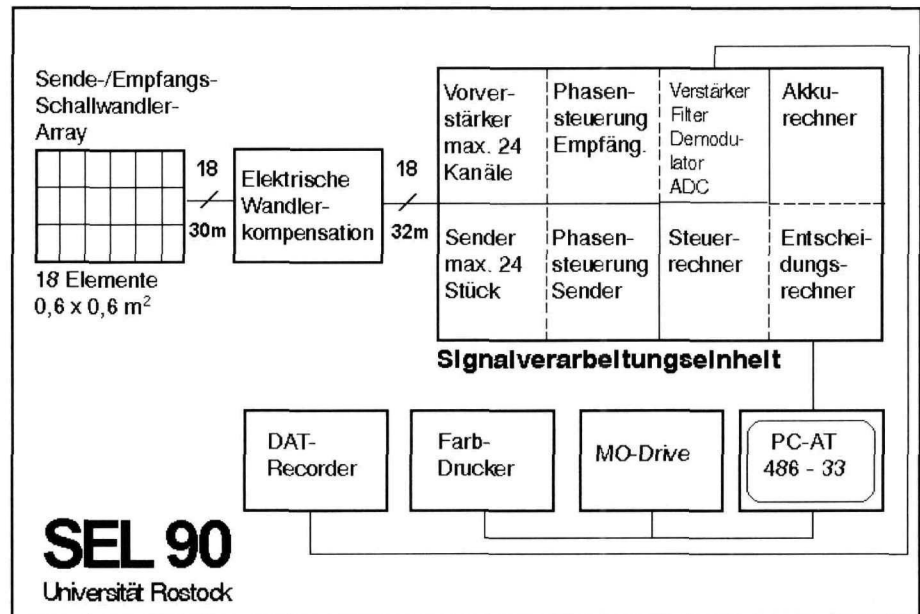 Sende-/Empfangs-
Schallwandler-
Array
18 Elemente
0,6 x 0,6 m²
18
30m
Elektrische
Wandler-
kompensation
18
32m
Vorver-
stärker
max. 24
Kanäle
Phasen-
steuerung
Empfäng.
Verstärker
Filter
Demodu-
lator
ADC
Akku-
rechner
Sender
max. 24
Stück
Phasen-
steuerung
Sender
Steuer-
rechner
Entschei-
dungs-
rechner
Signalverarbeitungseinheit
DAT-
Recorder
Farb-
Drucker
MO-Drive
PC-AT
486 - 33
SEL 90
Universität Rostock